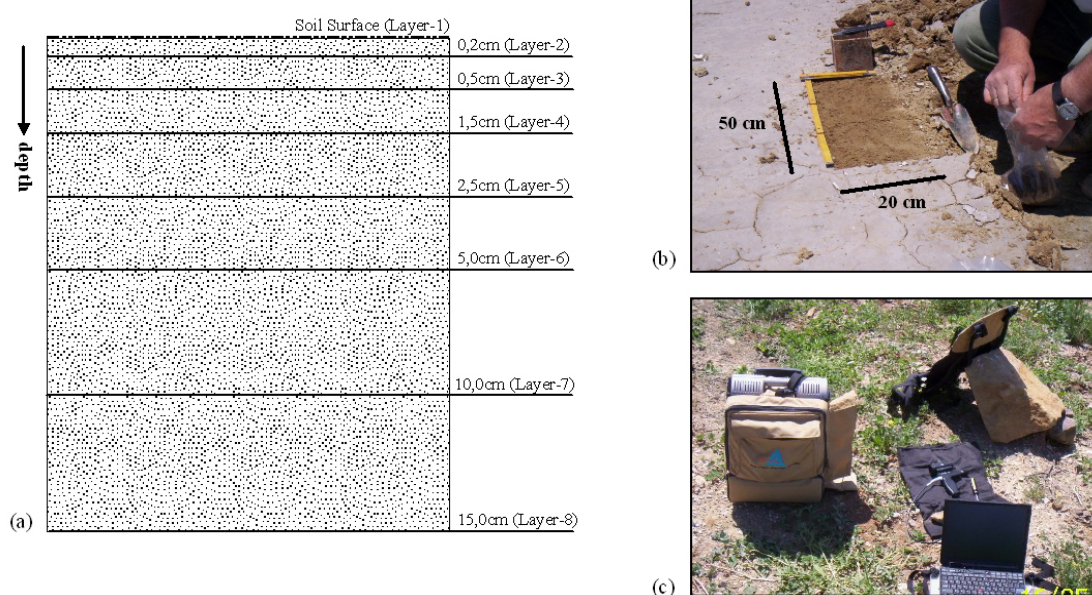 Soil Surface (Layer-1)
0,2cm (Layer-2)
0,5cm (Layer-3)
1,5cm (Layer-4)
2,5cm (Layer-5)
5,0cm (Layer-6)
10,0cm (Layer-7)
15,0cm (Layer-8)
depth
(a)
50 cm
20 cm
(b)
(c)